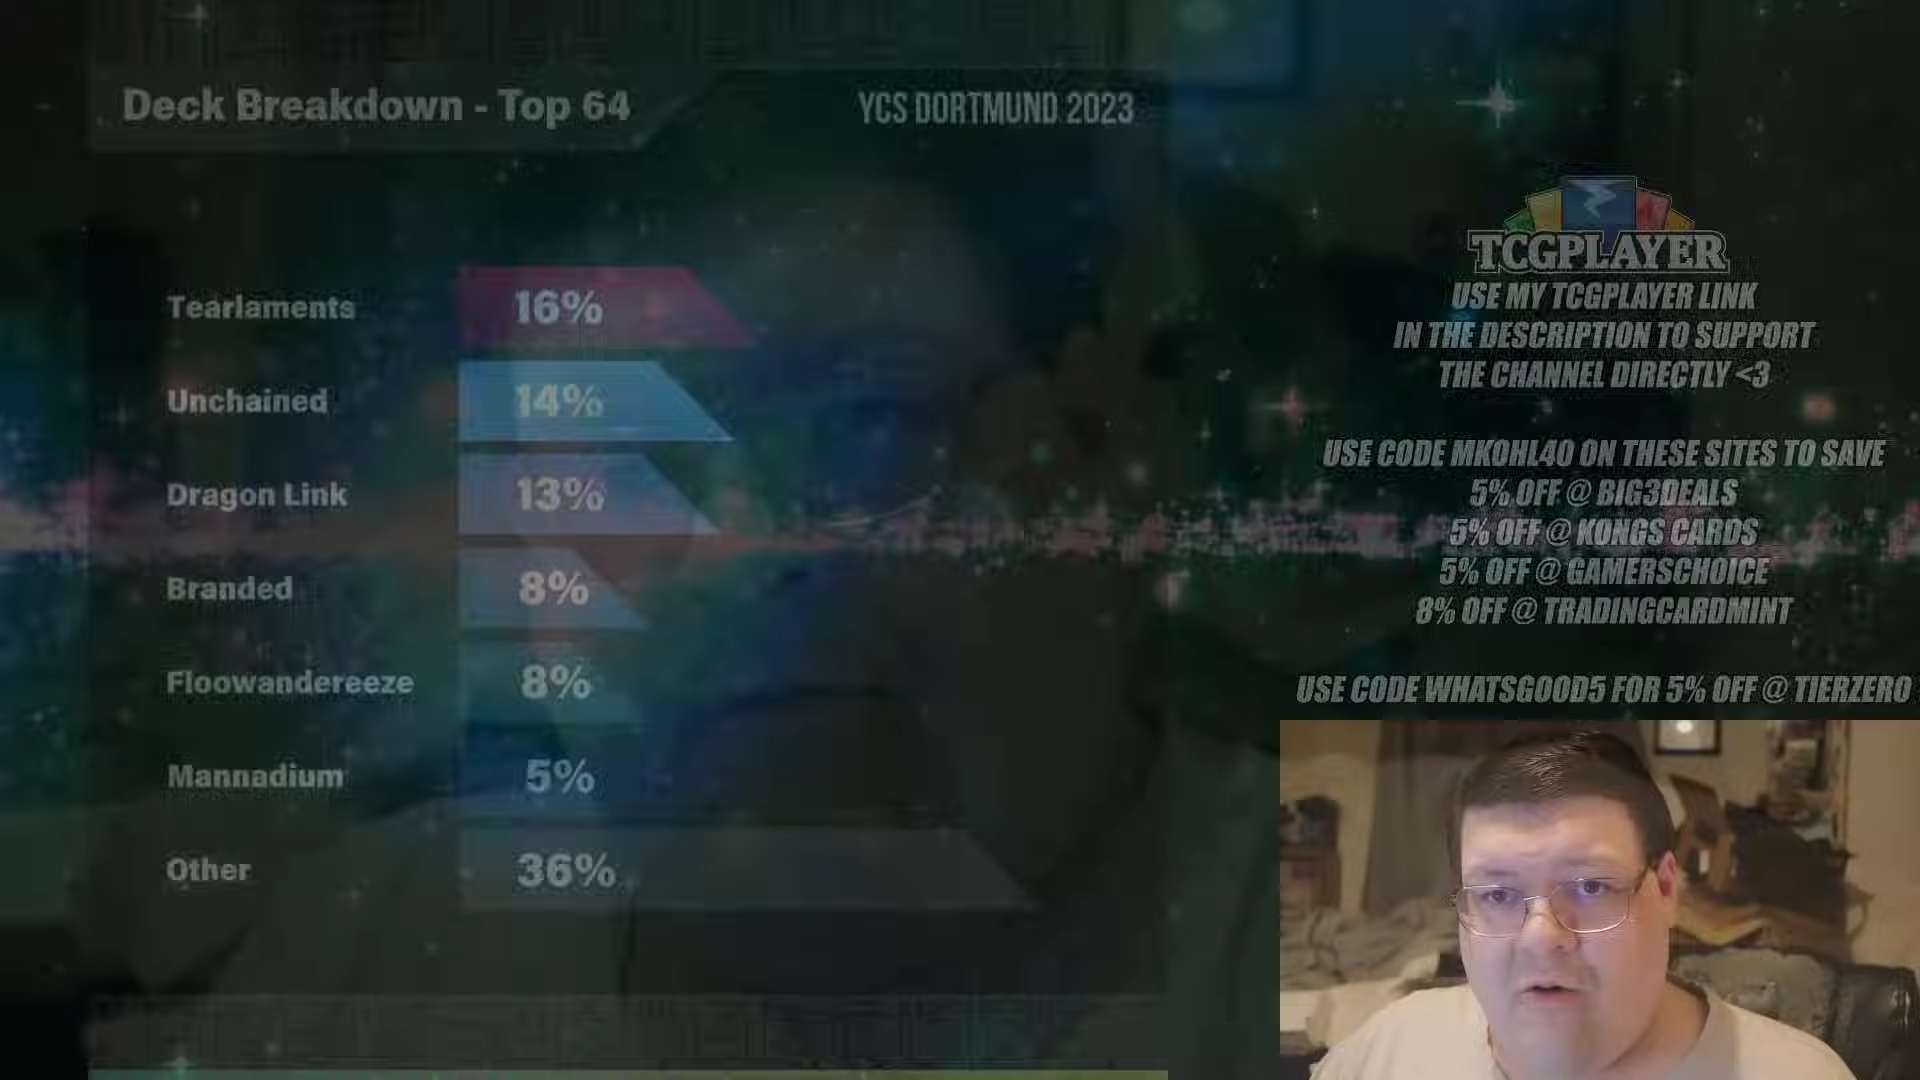 Deck Breakdown - Top 64
YCS DORTMUND 2023
Tearlaments 16%
Unchained 14%
Dragon Link 13%
Branded 8%
Floowandereeze 8%
Mannadium 5%
Other 36%
TCGPLAYER
USE MY TCGPLAYER LINK
IN THE DESCRIPTION TO SUPPORT
THE CHANNEL DIRECTLY <3
USE CODE MKOHL40 ON THESE SITES TO SAVE
5% OFF @ BIG3DEALS
5% OFF @ KONGS CARDS
5% OFF @ GAMERSCHOICE
8% OFF @ TRADINGCARDMINT
USE CODE WHATSGOOD5 FOR 5% OFF @ TIERZERO